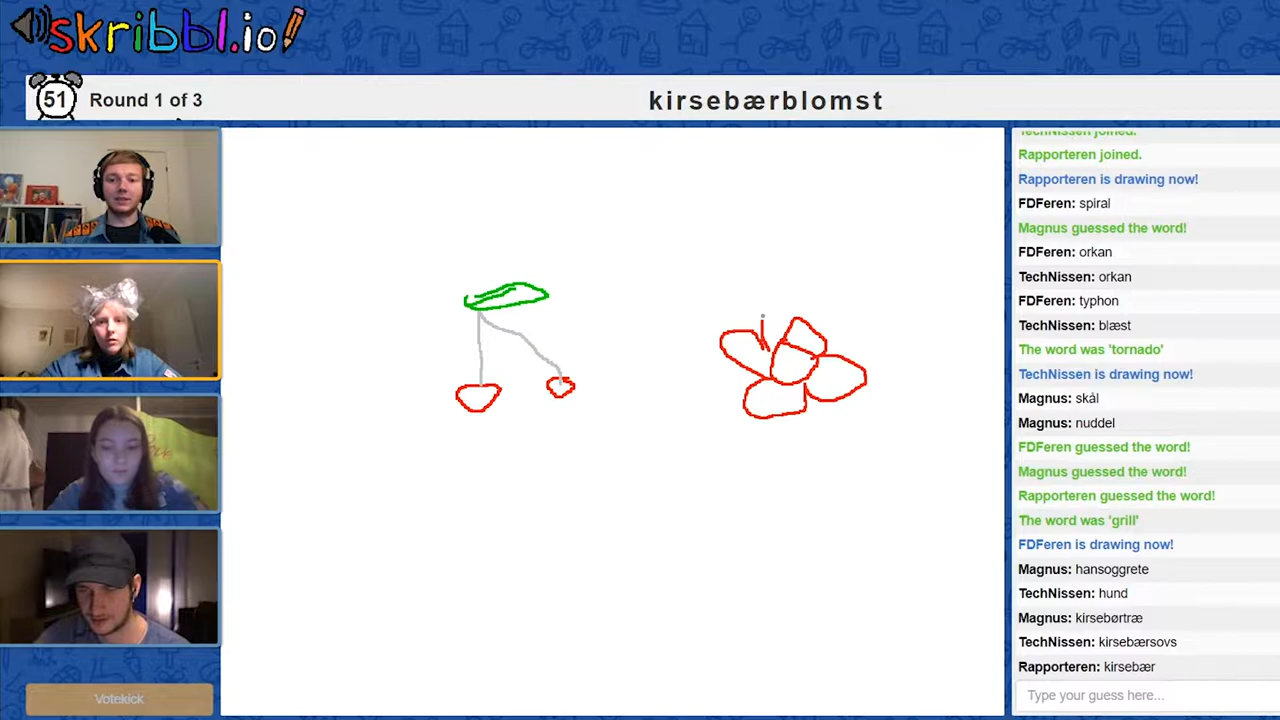 skribbl.io
51
Round 1 of 3
kirsebærblomst
TechNissen joined.
Rapporteren joined.
Rapporteren is drawing now!
FDFeren: spiral
Magnus guessed the word!
FDFeren: orkan
TechNissen: orkan
FDFeren: typhon
TechNissen: blæst
The word was 'tornado'
TechNissen is drawing now!
Magnus: skål
Magnus: nuddel
FDFeren guessed the word!
Magnus guessed the word!
Rapporteren guessed the word!
The word was 'grill'
FDFeren is drawing now!
Magnus: hansoggrete
TechNissen: hund
Magnus: kirsebørtræ
TechNissen: kirsebærsovs
Rapporteren: kirsebær
Type your guess here...
Votekick